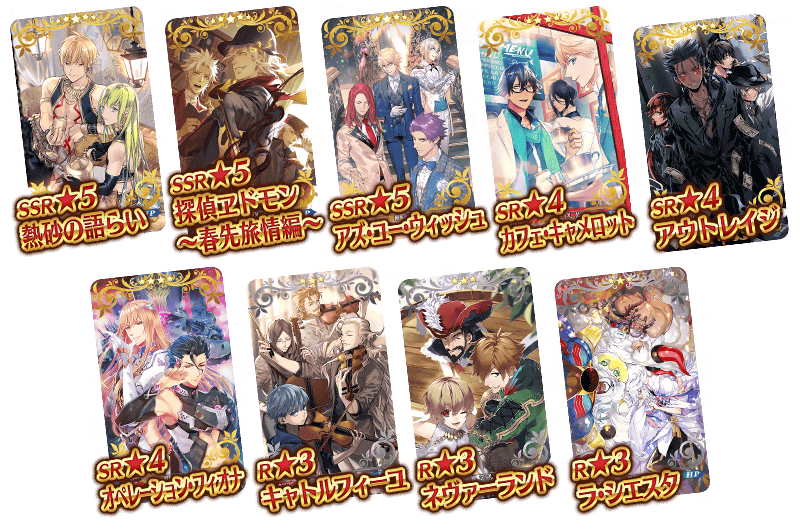 SSR★5
熱砂の語らい
SSR★5
探偵ヱドモン
～春先旅情編～
SSR★5
アズ・ユー・ウィッシュ
MENU
SR★4
カフェ・キャメロット
SR★4
アウトレイジ
SR★4
オペレーション・フィオナ
R★3
キャトルフィーユ
R★3
ネヴァーランド
R★3
ラ・シエスタ
HP